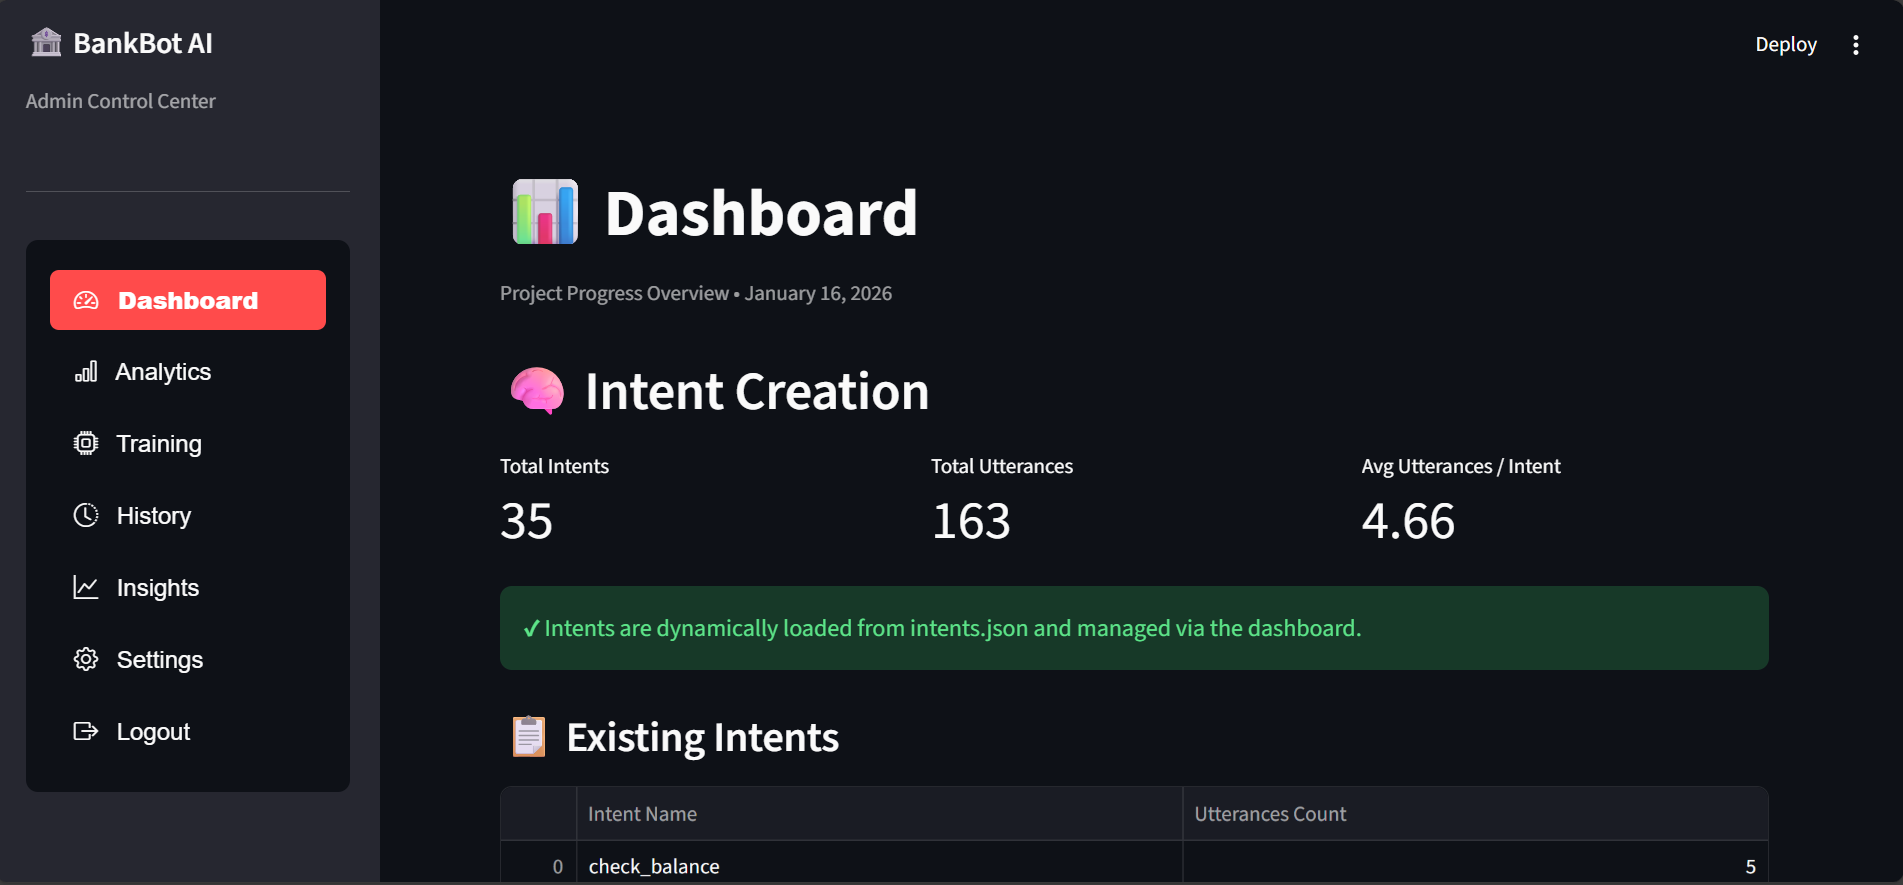 BankBot AI
Admin Control Center
Dashboard
Analytics
Training
History
Insights
Settings
Logout
Deploy
Dashboard
Project Progress Overview • January 16, 2026
Intent Creation
Total Intents
35
Total Utterances
163
Avg Utterances / Intent
4.66
✔ Intents are dynamically loaded from intents.json and managed via the dashboard.
Existing Intents
Intent Name Utterances Count
0 check_balance 5